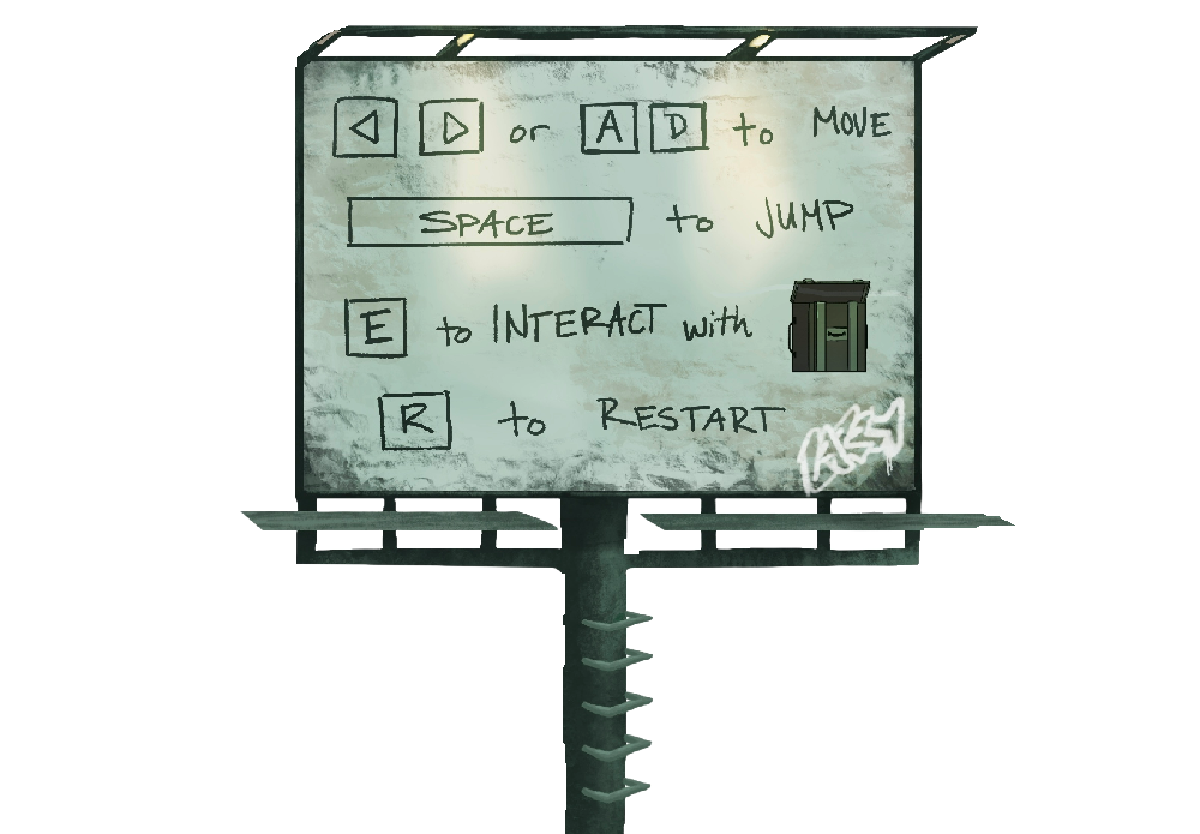 ◁ ▷ or A D to MOVE
SPACE to JUMP
E to INTERACT with
R to RESTART